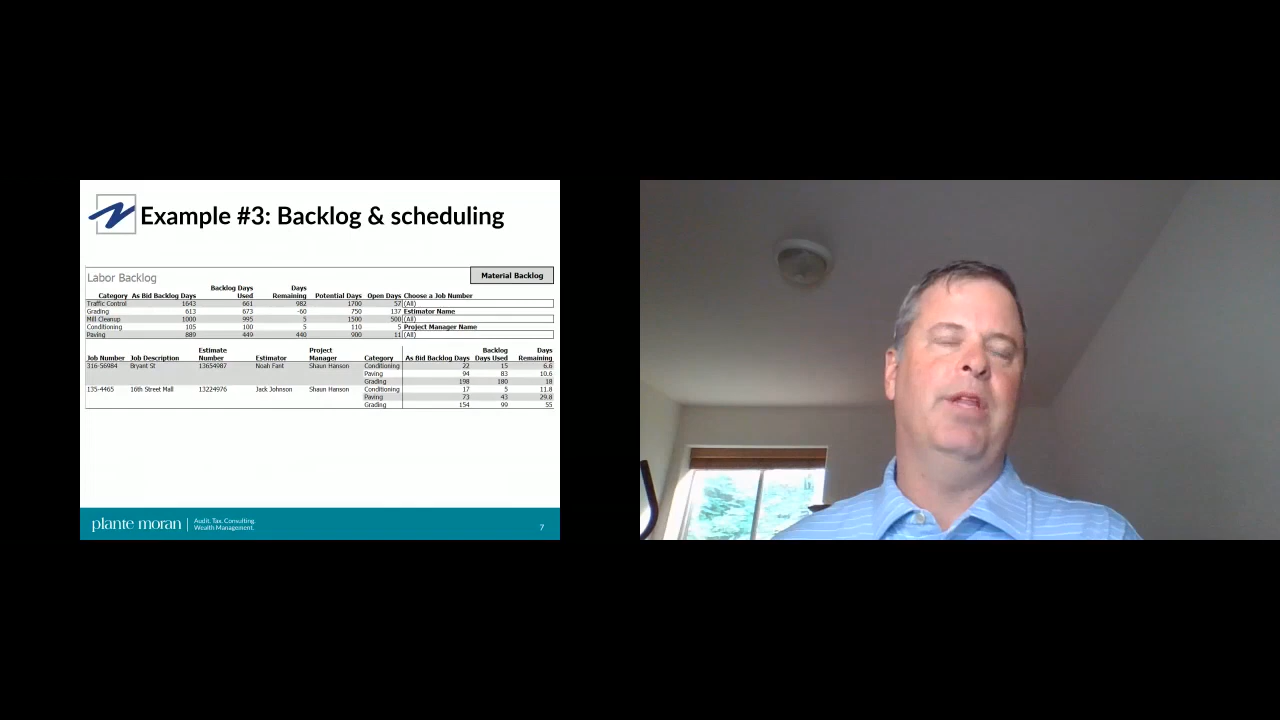 Example #3: Backlog & scheduling
Labor Backlog
Material Backlog
Category As Bid Backlog Days Backlog Days Used Days Remaining Potential Days Open Days Choose a Job Number
Traffic Control 1643 661 982 1700 57 (All)
Grading 613 673 -60 750 137 Estimator Name
Mill Cleanup 1000 995 5 1500 500 (All)
Conditioning 105 100 5 110 5 Project Manager Name
Paving 889 449 440 900 11 (All)
Job Number Job Description Estimate Number Estimator Project Manager Category As Bid Backlog Days Backlog Days Used Days Remaining
316-56984 Bryant St 13654987 Noah Fant Shaun Hanson Conditioning 22 15 6.6
Paving 94 83 10.6
Grading 198 180 18
135-4465 16th Street Mall 13224976 Jack Johnson Shaun Hanson Conditioning 17 5 11.8
Paving 73 43 29.8
Grading 154 99 55
plante moran
Audit. Tax. Consulting.
Wealth Management.
7